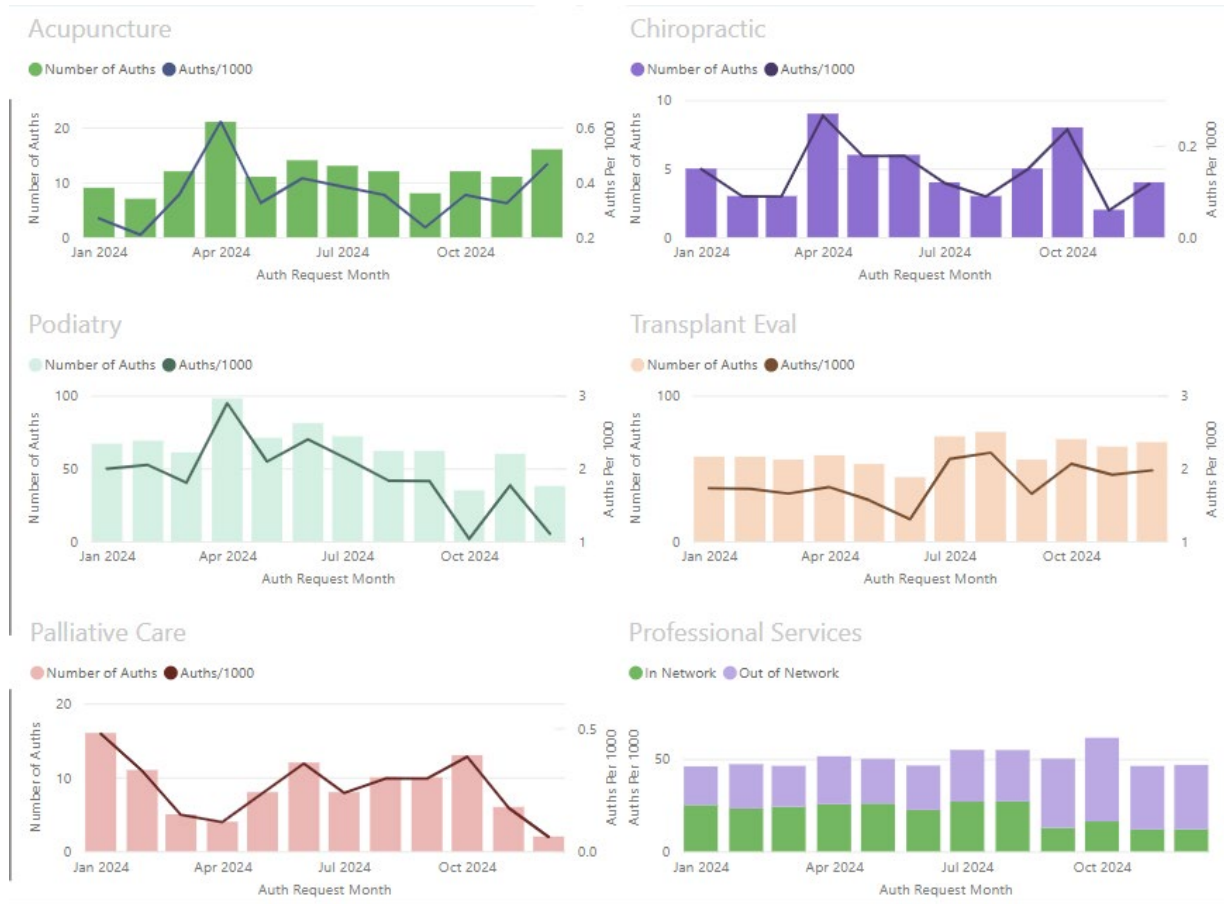 Acupuncture
Number of Auths Auths/1000
Number of Auths
20
10
0
0.6
0.4
0.2
Auths Per 1000
Jan 2024 Apr 2024 Jul 2024 Oct 2024
Auth Request Month
Chiropractic
Number of Auths Auths/1000
Number of Auths
10
5
0
0.2
0.0
Auths Per 1000
Jan 2024 Apr 2024 Jul 2024 Oct 2024
Auth Request Month
Podiatry
Number of Auths Auths/1000
Number of Auths
100
50
0
3
2
1
Auths Per 1000
Jan 2024 Apr 2024 Jul 2024 Oct 2024
Auth Request Month
Transplant Eval
Number of Auths Auths/1000
Number of Auths
100
0
3
2
1
Auths Per 1000
Jan 2024 Apr 2024 Jul 2024 Oct 2024
Auth Request Month
Palliative Care
Number of Auths Auths/1000
Number of Auths
20
10
0
0.5
0.0
Auths Per 1000
Jan 2024 Apr 2024 Jul 2024 Oct 2024
Auth Request Month
Professional Services
In Network Out of Network
Auths Per 1000
50
0
Jan 2024 Apr 2024 Jul 2024 Oct 2024
Auth Request Month